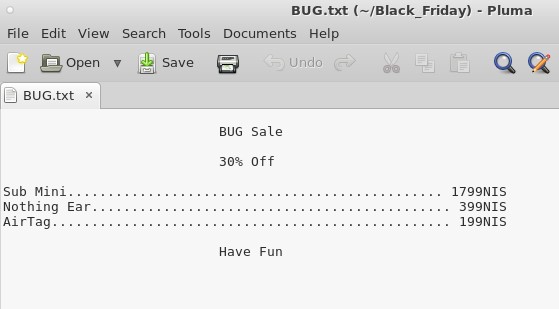 BUG.txt (~/Black_Friday) - Pluma
File Edit View Search Tools Documents Help
Open Save Undo
BUG.txt ×
BUG Sale
30% Off
Sub Mini............................................... 1799NIS
Nothing Ear............................................. 399NIS
AirTag.................................................. 199NIS
Have Fun